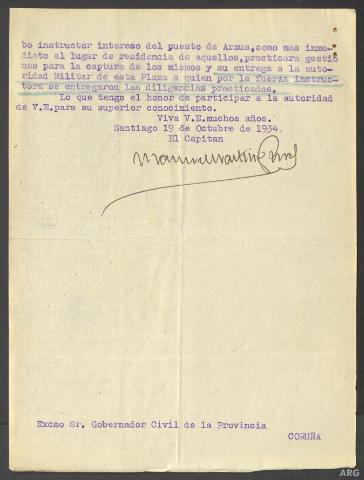 bo instructor intereso del puesto de Arzua,como mas inme-
diato al lugar de residencia de aquellos,practicara gestio
nes para la captura de los mismos y su entrega a la auto-
ridad Militar de esta Plaza a quien por la fuerza instruc-
tora se entregaron las diligencias practicadas.
Lo que tengo el honor de participar a la autoridad
de V.E.para su superior conocimiento.
Viva V.E.muchos años.
Santiago 19 de Octubre de 1934.
El Capitan
Excmo Sr. Gobernador Civil de la Provincia
CORUÑA
ARG